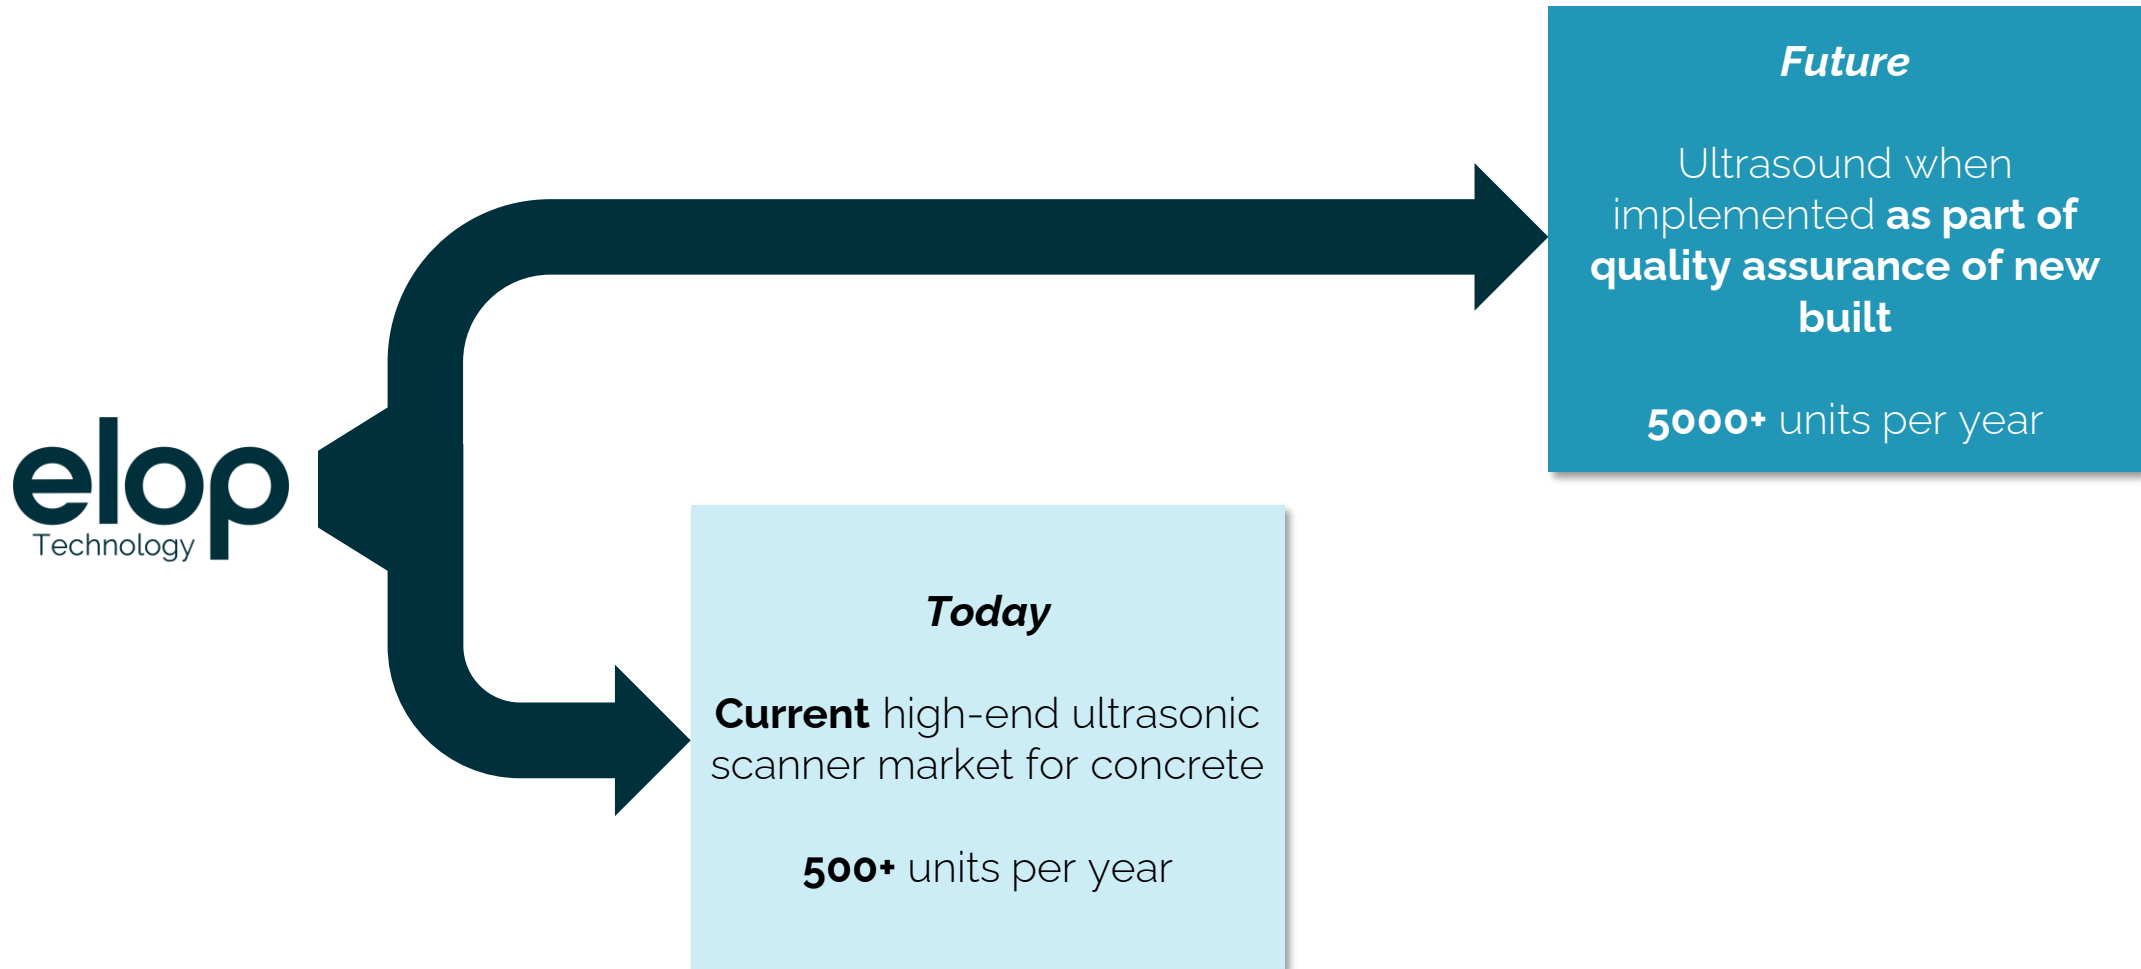 elop
Technology
Future
Ultrasound when
implemented as part of
quality assurance of new
built
5000+ units per year
Today
Current high-end ultrasonic
scanner market for concrete
500+ units per year